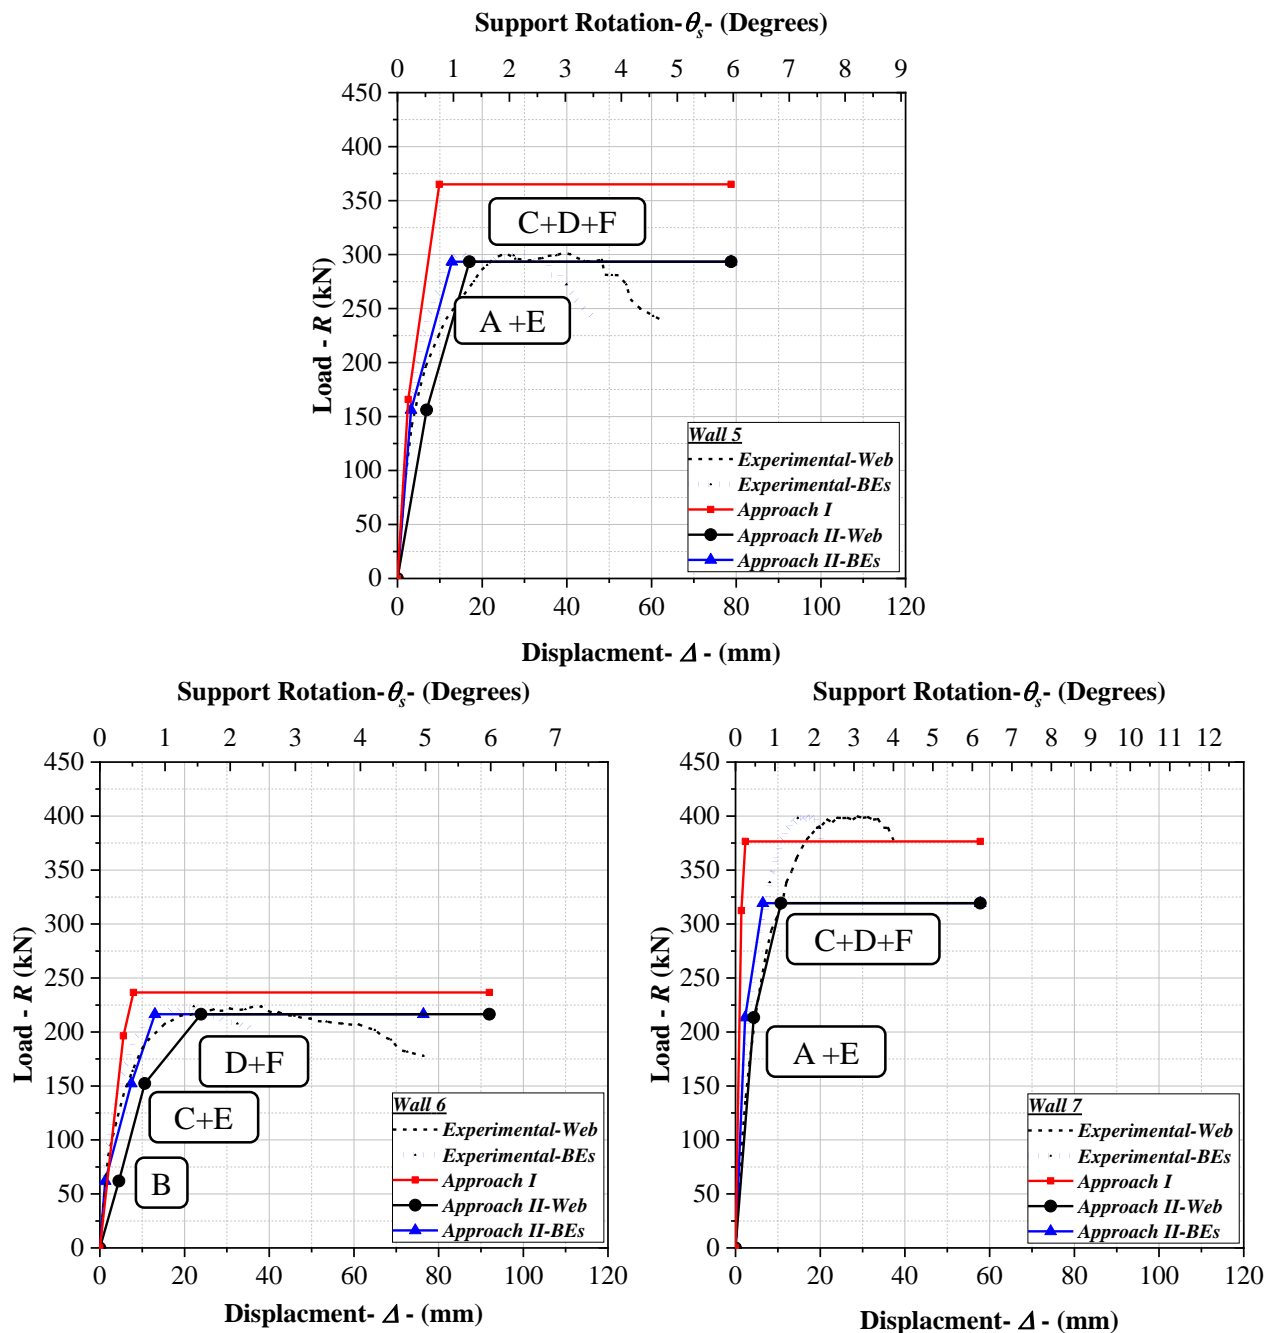 Support Rotation-θs- (Degrees)
0 1 2 3 4 5 6 7 8 9
450
400
350
300
250
200
150
100
50
0
Load - R (kN)
C+D+F
A +E
Wall 5
Experimental-Web
Experimental-BEs
Approach I
Approach II-Web
Approach II-BEs
0 20 40 60 80 100 120
Displacment- Δ - (mm)
Support Rotation-θs- (Degrees)
0 1 2 3 4 5 6 7
450
400
350
300
250
200
150
100
50
0
Load - R (kN)
D+F
C+E
B
Wall 6
Experimental-Web
Experimental-BEs
Approach I
Approach II-Web
Approach II-BEs
0 20 40 60 80 100 120
Displacment- Δ - (mm)
Support Rotation-θs- (Degrees)
0 1 2 3 4 5 6 7 8 9 10 11 12
450
400
350
300
250
200
150
100
50
0
Load - R (kN)
C+D+F
A +E
Wall 7
Experimental-Web
Experimental-BEs
Approach I
Approach II-Web
Approach II-BEs
0 20 40 60 80 100 120
Displacment- Δ - (mm)